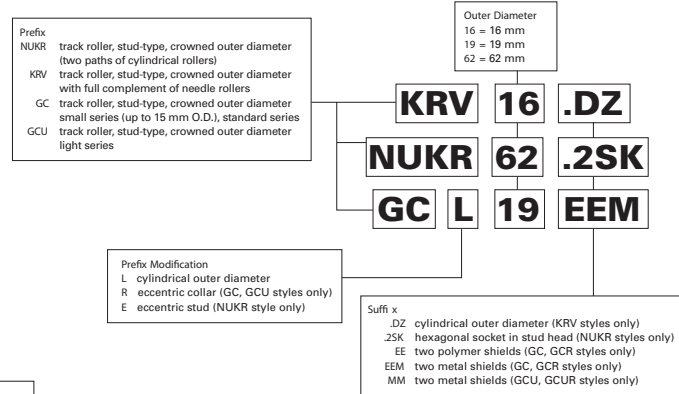 Outer Diameter
16 = 16 mm
19 = 19 mm
62 = 62 mm
Prefix
NUKR track roller, stud-type, crowned outer diameter
(two paths of cylindrical rollers)
KRV track roller, stud-type, crowned outer diameter
with full complement of needle rollers
GC track roller, stud-type, crowned outer diameter
small series (up to 15 mm O.D.), standard series
GCU track roller, stud-type, crowned outer diameter
light series
KRV 16 .DZ
NUKR 62 .2SK
GC L 19 EEM
Prefix Modification
L cylindrical outer diameter
R eccentric collar (GC, GCU styles only)
E eccentric stud (NUKR style only)
Suffi x
.DZ cylindrical outer diameter (KRV styles only)
.2SK hexagonal socket in stud head (NUKR styles only)
EE two polymer shields (GC, GCR styles only)
EEM two metal shields (GC, GCR styles only)
MM two metal shields (GCU, GCUR styles only)